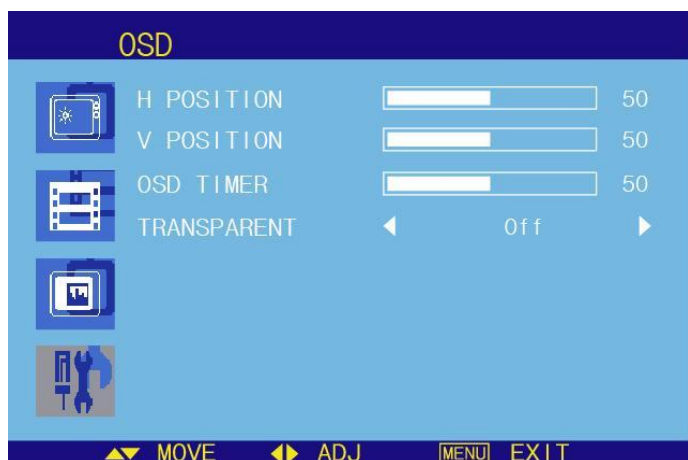 OSD
H POSITION 50
V POSITION 50
OSD TIMER 50
TRANSPARENT Off
MOVE ADJ MENU EXIT